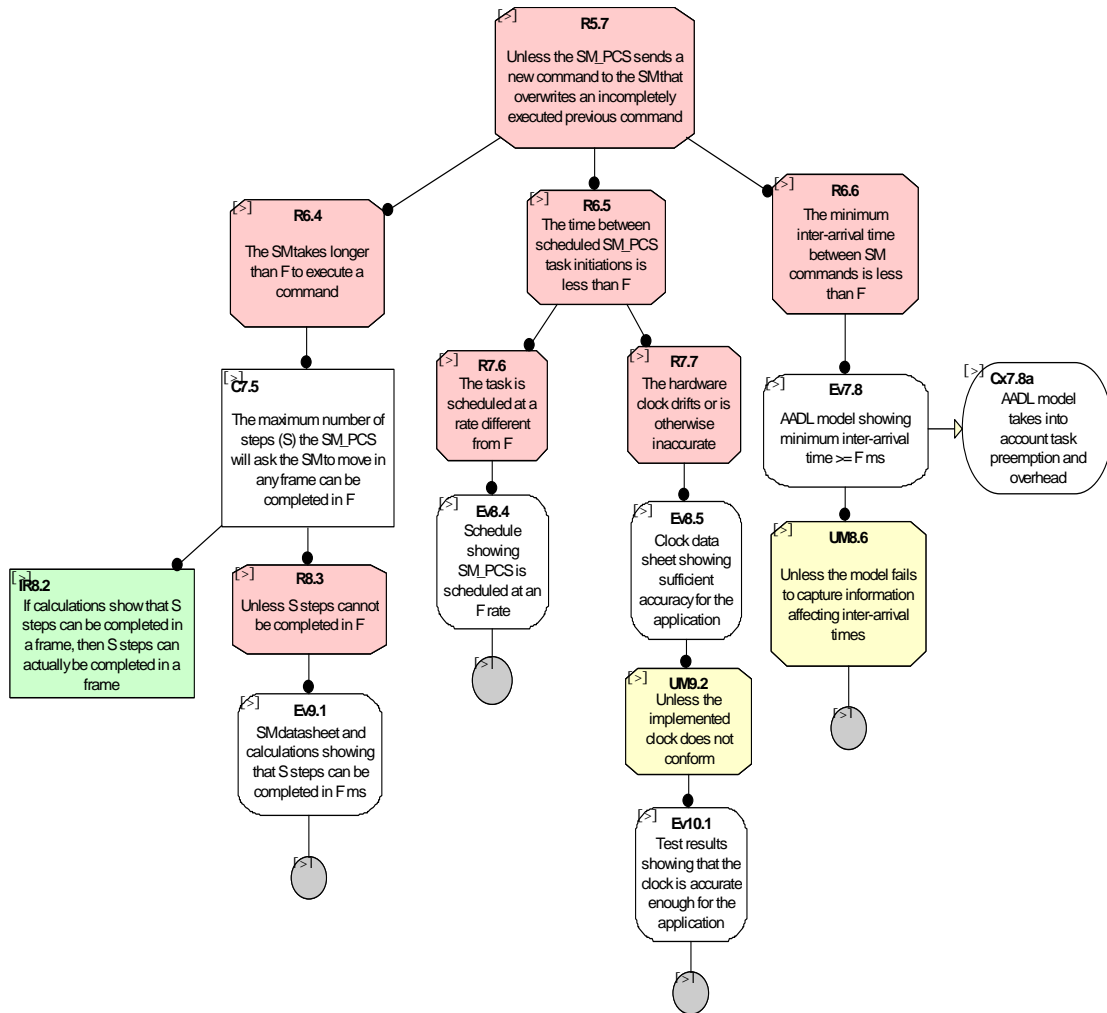 [>]
R5.7
Unless the SM_PCS sends a
new command to the SM that
overwrites an incompletely
executed previous command
[>]
R6.4
The SM takes longer
than F to execute a
command
[>]
R6.5
The time between
scheduled SM_PCS
task initiations is
less than F
[>]
R6.6
The minimum
inter-arrival time
between SM
commands is less
than F
[>]
C7.5
The maximum number of
steps (S) the SM_PCS
will ask the SM to move in
any frame can be
completed in F
[>]
R7.6
The task is
scheduled at a
rate different
from F
[>]
R7.7
The hardware
clock drifts or is
otherwise
inaccurate
[>]
Ev7.8
AADL model showing
minimum inter-arrival
time >= F ms
[>]
Cx7.8a
AADL model
takes into
account task
preemption and
overhead
[>]
IR8.2
If calculations show that S
steps can be completed in
a frame, then S steps can
actually be completed in a
frame
[>]
R8.3
Unless S steps cannot
be completed in F
[>]
Ev8.4
Schedule
showing
SM_PCS is
scheduled at an
F rate
[>]
Ev8.5
Clock data
sheet showing
sufficient
accuracy for the
application
[>]
UM8.6
Unless the model fails
to capture information
affecting inter-arrival
times
[>]
Ev9.1
SM datasheet and
calculations showing
that S steps can be
completed in F ms
[>]
[>]
UM9.2
Unless the
implemented
clock does not
conform
[>]
[>]
Ev10.1
Test results
showing that the
clock is accurate
enough for the
application
[>]
[>]